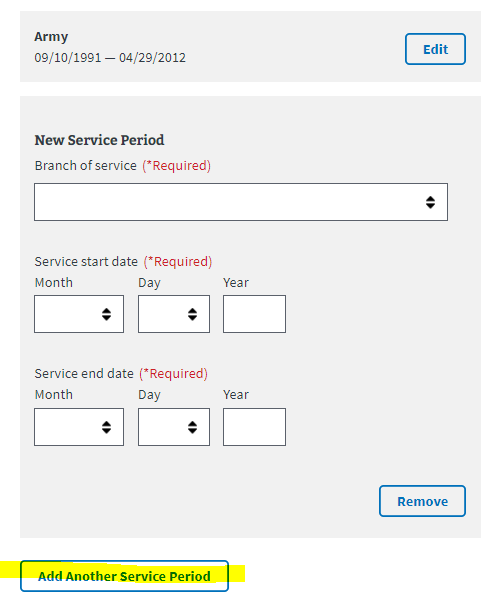 Army
09/10/1991 — 04/29/2012
Edit
New Service Period
Branch of service (*Required)
Service start date (*Required)
Month Day Year
Service end date (*Required)
Month Day Year
Remove
Add Another Service Period